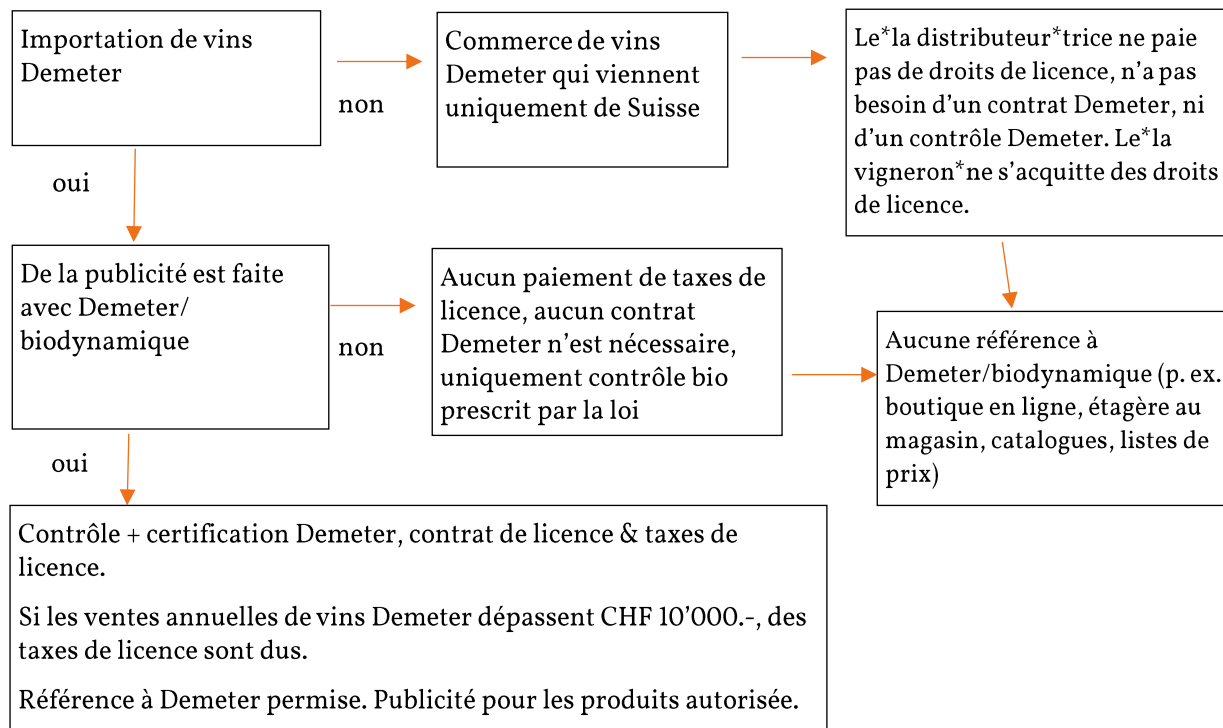 Importation de vins
Demeter
non
Commerce de vins
Demeter qui viennent
uniquement de Suisse
Le*la distributeur*trice ne paie
pas de droits de licence, n’a pas
besoin d’un contrat Demeter, ni
d’un contrôle Demeter. Le*la
vigneron*ne s’acquitte des droits
de licence.
oui
De la publicité est faite
avec Demeter/
biodynamique
non
Aucun paiement de taxes de
licence, aucun contrat
Demeter n’est nécessaire,
uniquement contrôle bio
prescrit par la loi
Aucune référence à
Demeter/biodynamique (p. ex.
boutique en ligne, étagère au
magasin, catalogues, listes de
prix)
oui
Contrôle + certification Demeter, contrat de licence & taxes de
licence.
Si les ventes annuelles de vins Demeter dépassent CHF 10’000.-, des
taxes de licence sont dus.
Référence à Demeter permise. Publicité pour les produits autorisée.